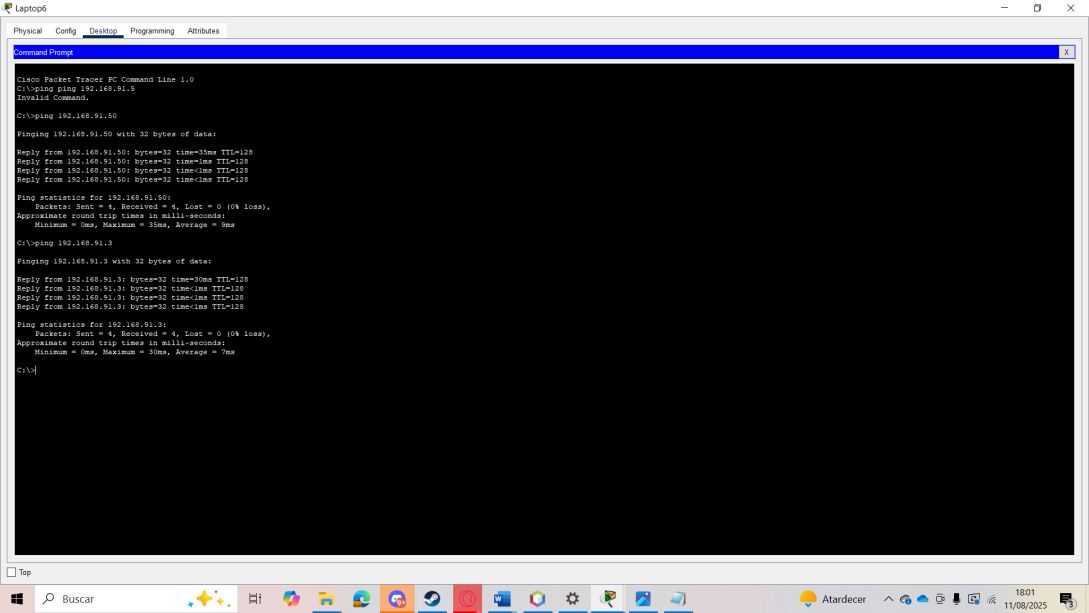 Laptop6
Physical Config Desktop Programming Attributes
Command Prompt
X
Cisco Packet Tracer PC Command Line 1.0
C:\>ping ping 192.168.91.5
Invalid Command.
C:\>ping 192.168.91.50
Pinging 192.168.91.50 with 32 bytes of data:
Reply from 192.168.91.50: bytes=32 time=35ms TTL=128
Reply from 192.168.91.50: bytes=32 time=1ms TTL=128
Reply from 192.168.91.50: bytes=32 time<1ms TTL=128
Reply from 192.168.91.50: bytes=32 time<1ms TTL=128
Ping statistics for 192.168.91.50:
Packets: Sent = 4, Received = 4, Lost = 0 (0% loss),
Approximate round trip times in milli-seconds:
Minimum = 0ms, Maximum = 35ms, Average = 9ms
C:\>ping 192.168.91.3
Pinging 192.168.91.3 with 32 bytes of data:
Reply from 192.168.91.3: bytes=32 time=30ms TTL=128
Reply from 192.168.91.3: bytes=32 time<1ms TTL=128
Reply from 192.168.91.3: bytes=32 time<1ms TTL=128
Reply from 192.168.91.3: bytes=32 time<1ms TTL=128
Ping statistics for 192.168.91.3:
Packets: Sent = 4, Received = 4, Lost = 0 (0% loss),
Approximate round trip times in milli-seconds:
Minimum = 0ms, Maximum = 30ms, Average = 7ms
C:\>
Top
Buscar
Atardecer
18:01
11/08/2025